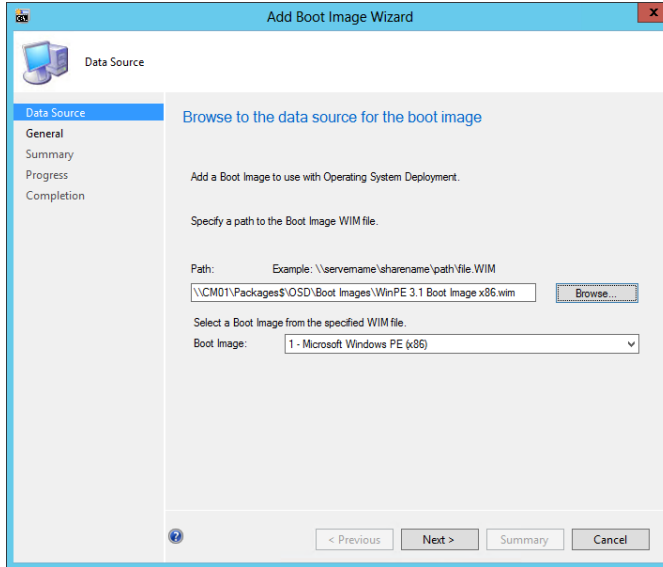 Add Boot Image Wizard
x
Data Source
Data Source
General
Summary
Progress
Completion
Browse to the data source for the boot image
Add a Boot Image to use with Operating System Deployment.
Specify a path to the Boot Image WIM file.
Path: Example: \\servername\sharename\path\file.WIM
\\CM01\Packages$\OSD\Boot Images\WinPE 3.1 Boot Image x86.wim Browse...
Select a Boot Image from the specified WIM file.
Boot Image: 1 - Microsoft Windows PE (x86)
? < Previous Next > Summary Cancel